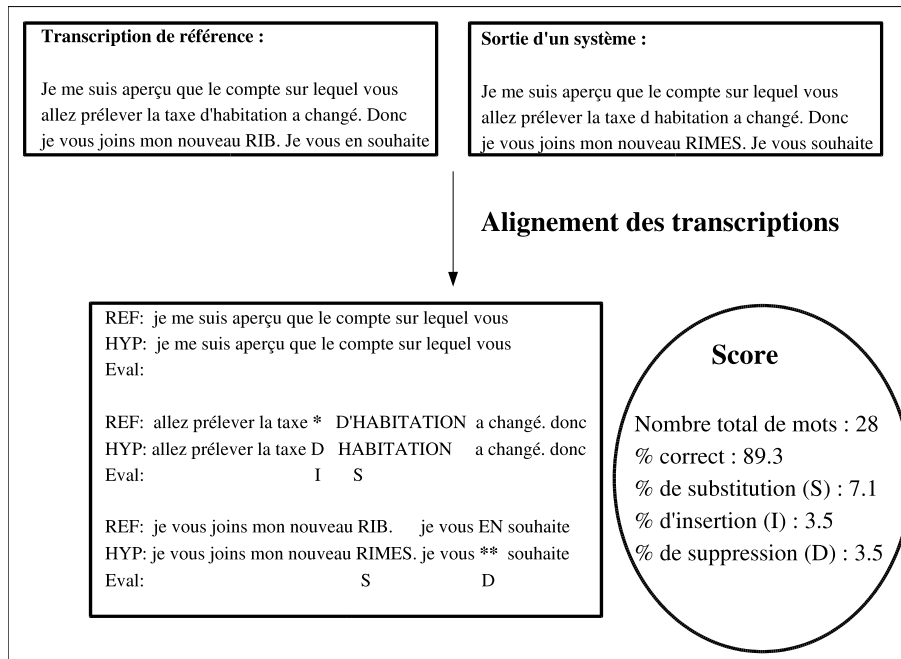 Transcription de référence :
Je me suis aperçu que le compte sur lequel vous
allez prélever la taxe d'habitation a changé. Donc
je vous joins mon nouveau RIB. Je vous en souhaite
Sortie d'un système :
Je me suis aperçu que le compte sur lequel vous
allez prélever la taxe d habitation a changé. Donc
je vous joins mon nouveau RIMES. Je vous souhaite
Alignement des transcriptions
REF: je me suis aperçu que le compte sur lequel vous
HYP: je me suis aperçu que le compte sur lequel vous
Eval:
REF: allez prélever la taxe * D'HABITATION a changé. donc
HYP: allez prélever la taxe D HABITATION a changé. donc
Eval: I S
REF: je vous joins mon nouveau RIB. je vous EN souhaite
HYP: je vous joins mon nouveau RIMES. je vous ** souhaite
Eval: S D
Score
Nombre total de mots : 28
% correct : 89.3
% de substitution (S) : 7.1
% d'insertion (I) : 3.5
% de suppression (D) : 3.5